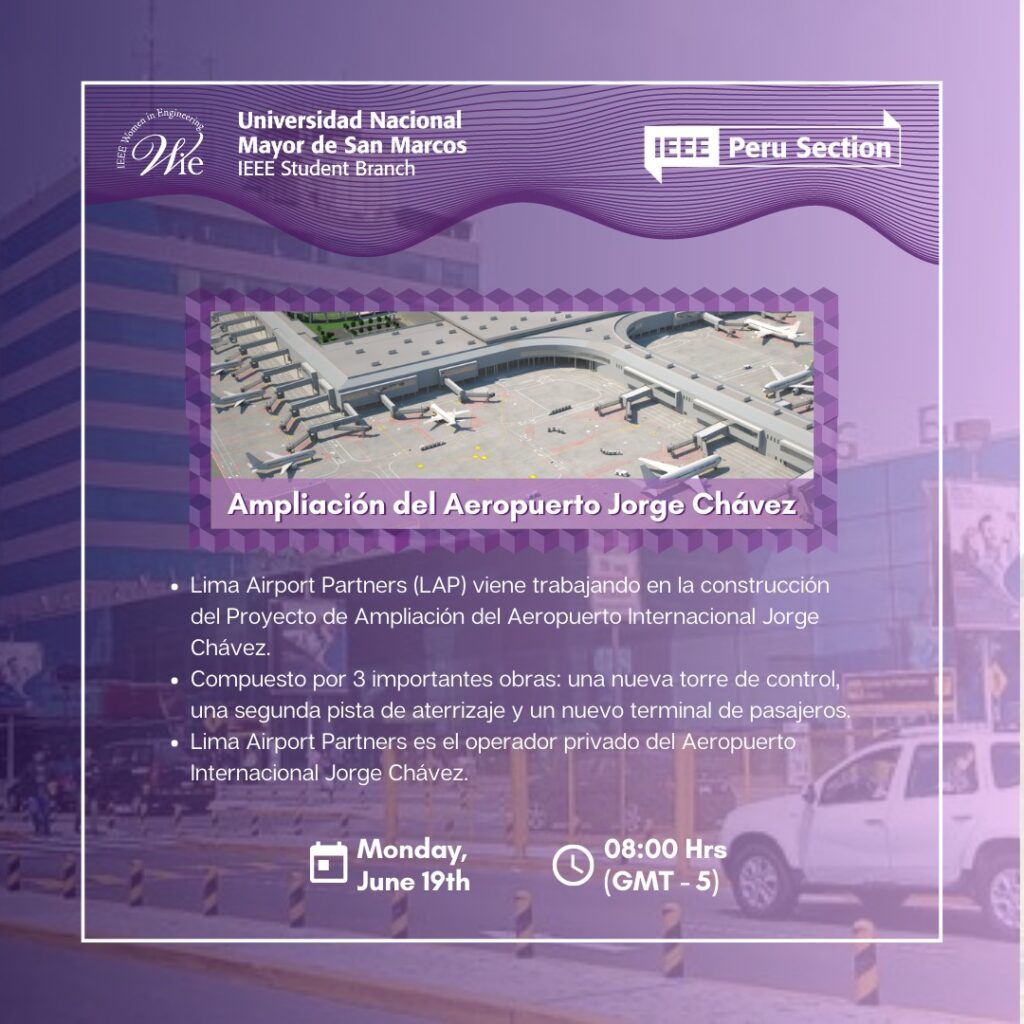 IEEE Women in Engineering
WIE
Universidad Nacional
Mayor de San Marcos
IEEE Student Branch
IEEE Peru Section
Ampliación del Aeropuerto Jorge Chávez
• Lima Airport Partners (LAP) viene trabajando en la construcción
del Proyecto de Ampliación del Aeropuerto Internacional Jorge
Chávez.
• Compuesto por 3 importantes obras: una nueva torre de control,
una segunda pista de aterrizaje y un nuevo terminal de pasajeros.
• Lima Airport Partners es el operador privado del Aeropuerto
Internacional Jorge Chávez.
Monday,
June 19th
08:00 Hrs
(GMT - 5)